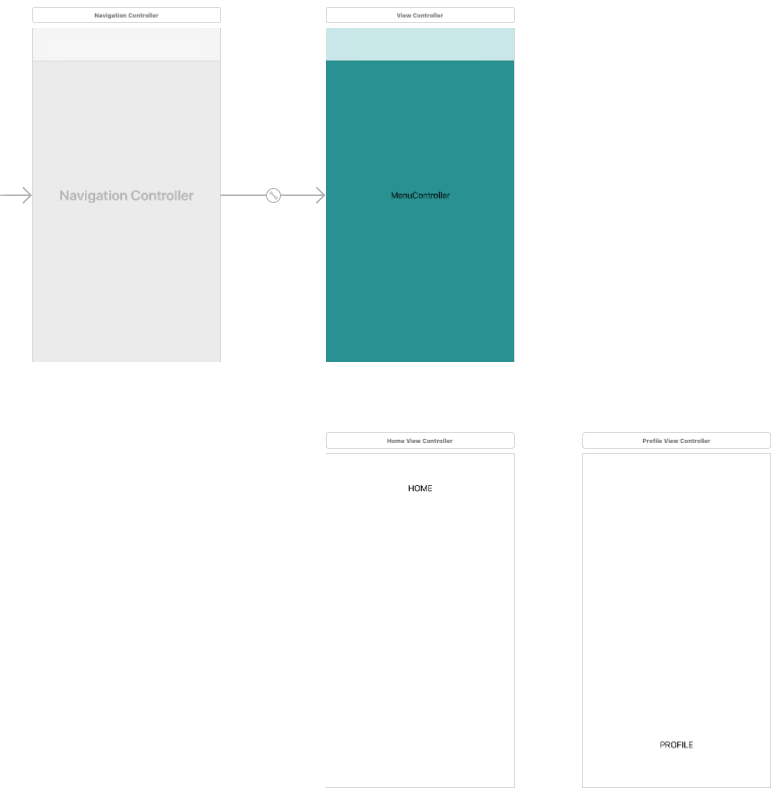 Navigation Controller
View Controller
Navigation Controller
MenuController
Home View Controller
Profile View Controller
HOME
PROFILE